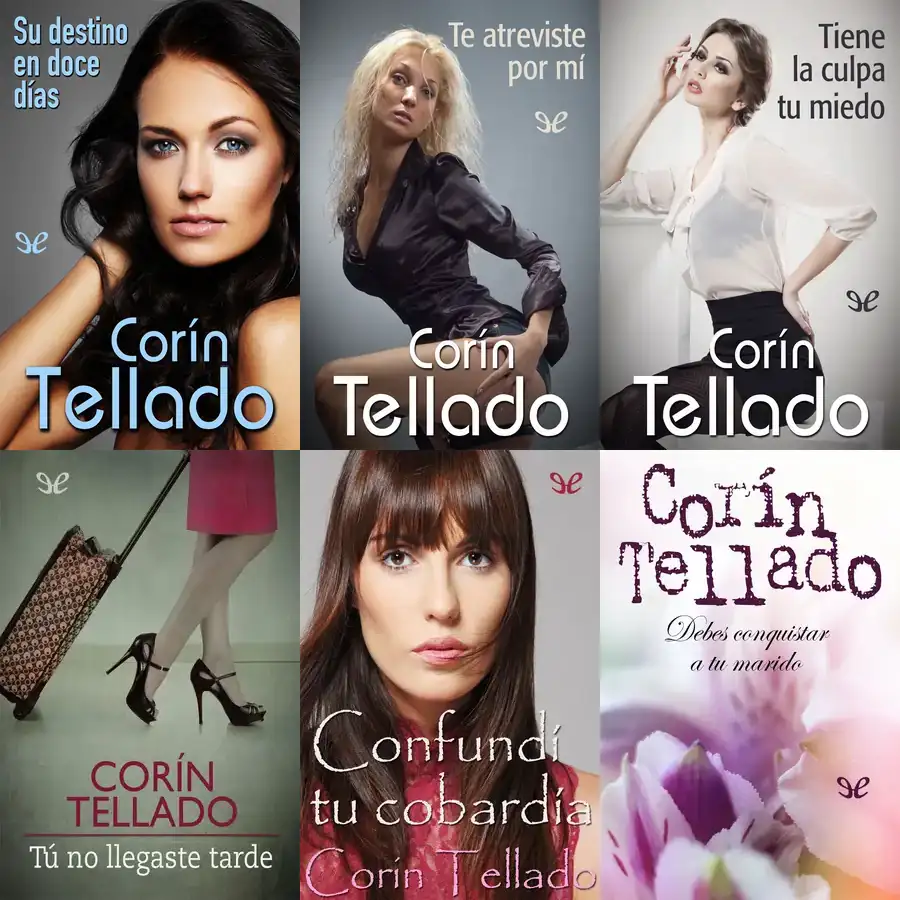 Su destino
en doce
días
Corín
Tellado
Te atreviste
por mí
Corín
Tellado
Tiene
la culpa
tu miedo
Corín
Tellado
CORÍN
TELLADO
Tú no llegaste tarde
Confundí
tu cobardía
Corín Tellado
Corín
Tellado
Debes conquistar
a tu marido